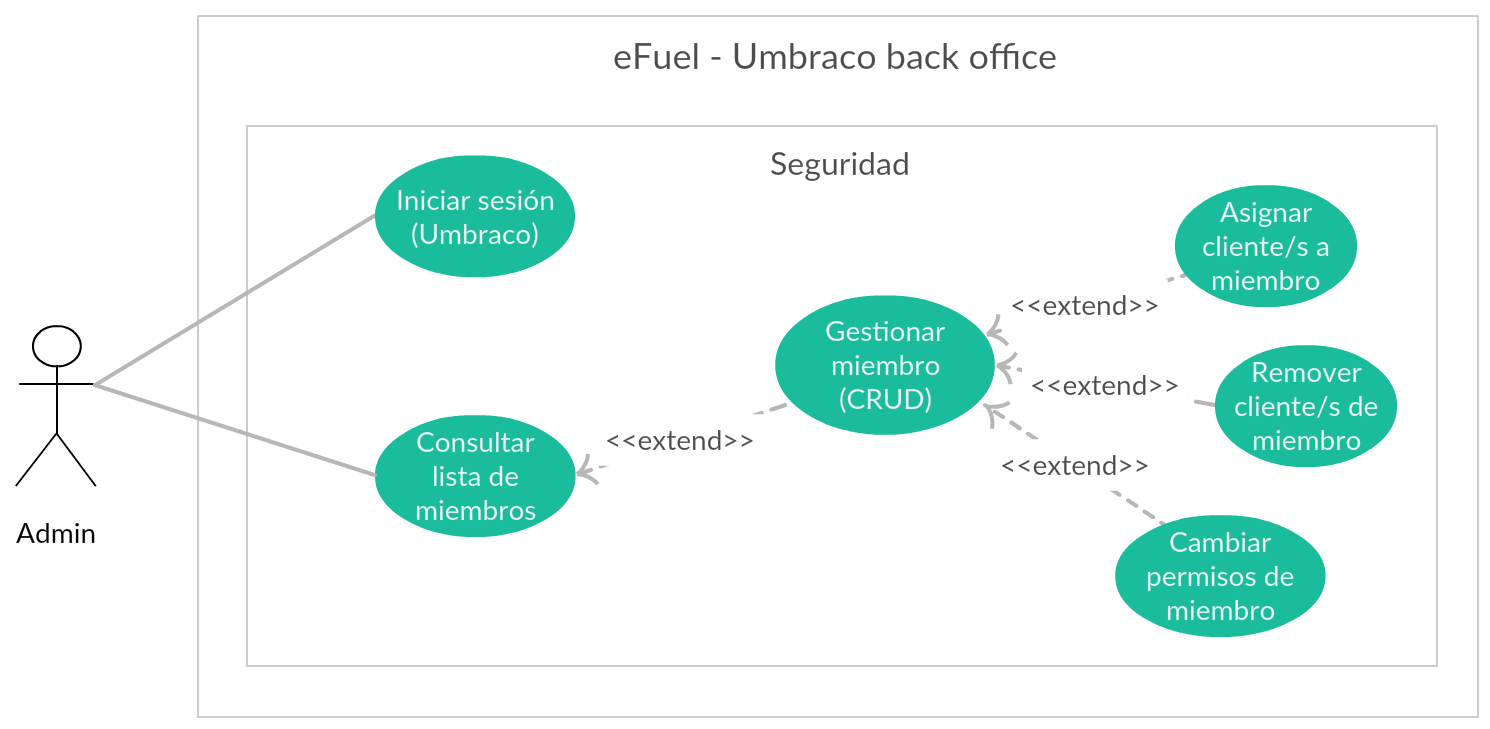 eFuel - Umbraco back office
Seguridad
Iniciar sesión
(Umbraco)
Asignar
cliente/s a
miembro
<<extend>>
Gestionar
miembro
(CRUD)
<<extend>>
Remover
cliente/s de
miembro
Consultar
lista de
miembros
<<extend>>
<<extend>>
Cambiar
permisos de
miembro
Admin